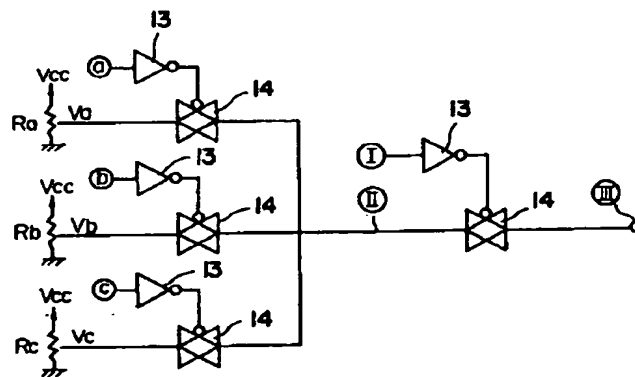 13
ⓐ
Vcc
Va
14
Ra
13
Ⓘ
13
ⓑ
Vcc
Vb
14
Rb
II
14
III
13
ⓒ
Vcc
Vc
14
Rc